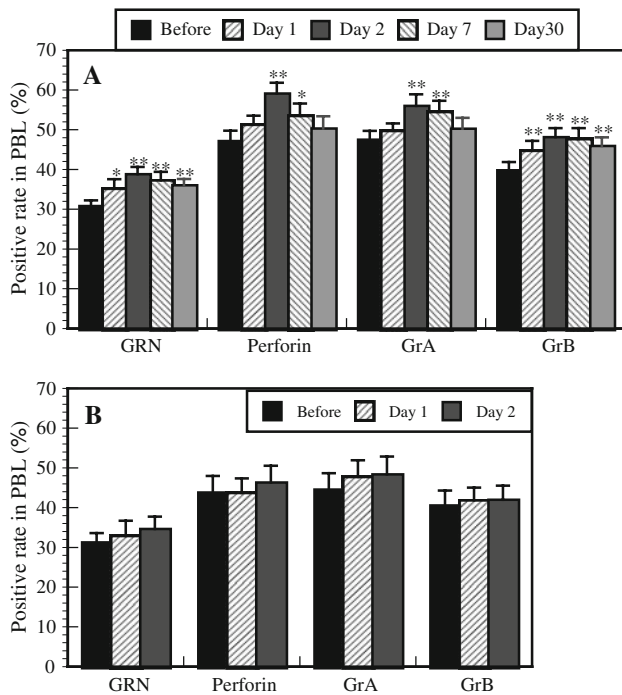 Before Day 1 Day 2 Day 7 Day30
A
Positive rate in PBL (%)
70
60
50
40
30
20
10
0
* ** ** **
** *
** **
** ** ** **
GRN Perforin GrA GrB
B
Before Day 1 Day 2
Positive rate in PBL (%)
70
60
50
40
30
20
10
0
GRN Perforin GrA GrB